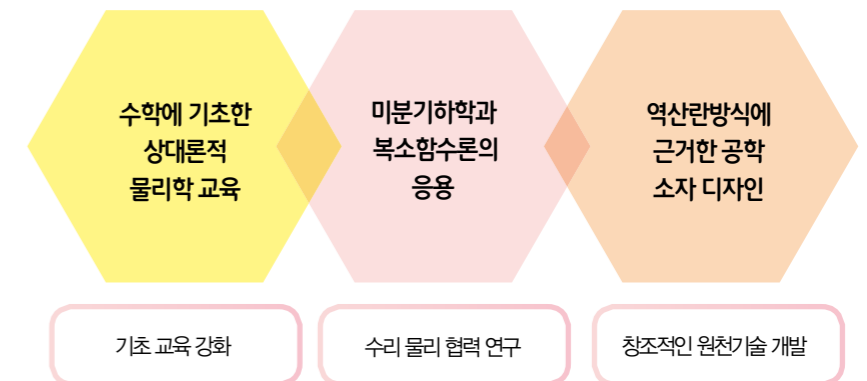 수학에 기초한
상대론적
물리학 교육
미분기하학과
복소함수론의
응용
역산란방식에
근거한 공학
소자 디자인
기초 교육 강화
수리 물리 협력 연구
창조적인 원천기술 개발